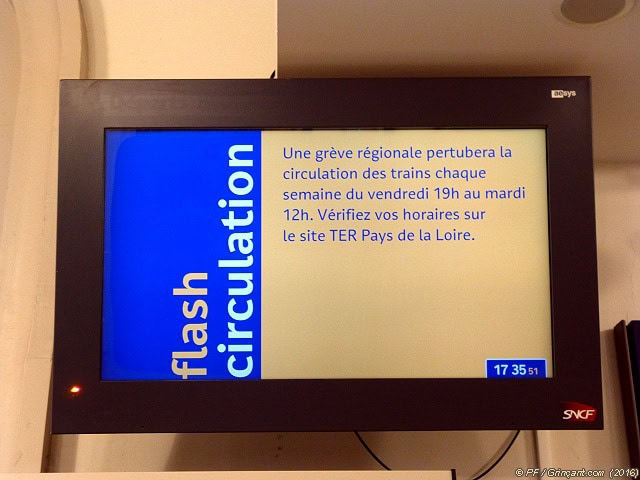 aesys
flash
circulation
Une grève régionale pertubera la
circulation des trains chaque
semaine du vendredi 19h au mardi
12h. Vérifiez vos horaires sur
le site TER Pays de la Loire.
17 35 51
SNCF
© PF / Grinçant.com (2016)